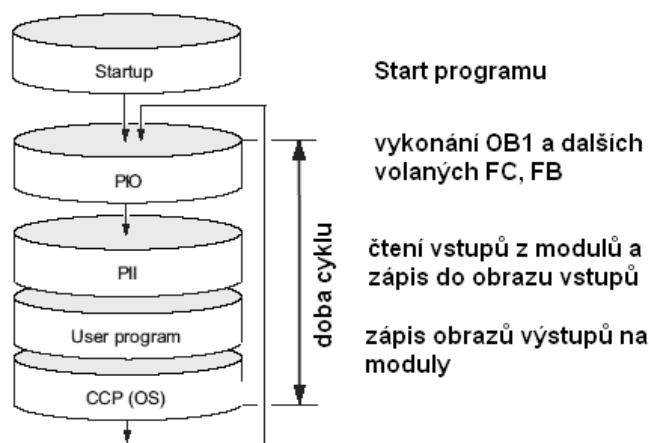 Startup
Start programu
PIO
vykonání OB1 a dalších
volaných FC, FB
PII
čtení vstupů z modulů a
zápis do obrazu vstupů
doba cyklu
User program
zápis obrazů výstupů na
moduly
CCP (OS)